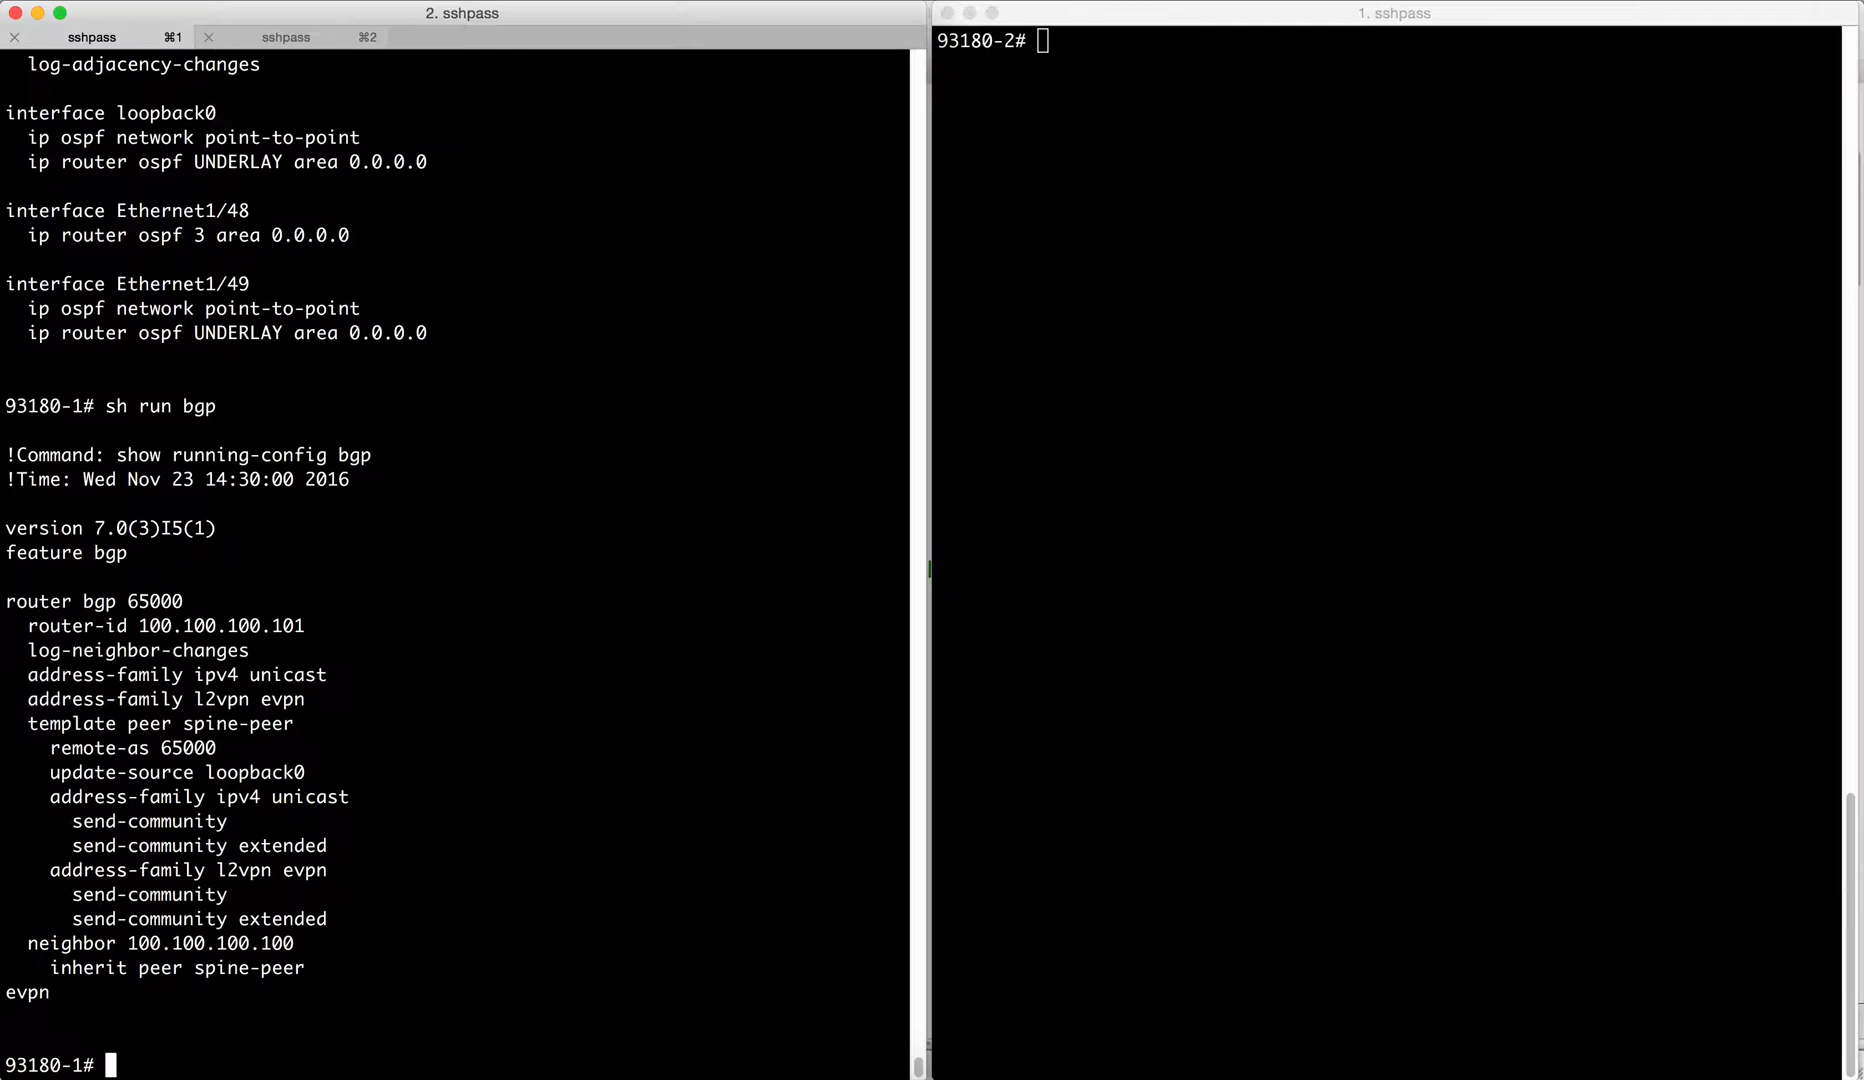 2. sshpass
sshpass ⌘1
sshpass ⌘2
log-adjacency-changes
interface loopback0
ip ospf network point-to-point
ip router ospf UNDERLAY area 0.0.0.0
interface Ethernet1/48
ip router ospf 3 area 0.0.0.0
interface Ethernet1/49
ip ospf network point-to-point
ip router ospf UNDERLAY area 0.0.0.0
93180-1# sh run bgp
!Command: show running-config bgp
!Time: Wed Nov 23 14:30:00 2016
version 7.0(3)I5(1)
feature bgp
router bgp 65000
router-id 100.100.100.101
log-neighbor-changes
address-family ipv4 unicast
address-family l2vpn evpn
template peer spine-peer
remote-as 65000
update-source loopback0
address-family ipv4 unicast
send-community
send-community extended
address-family l2vpn evpn
send-community
send-community extended
neighbor 100.100.100.100
inherit peer spine-peer
evpn
93180-1#
1. sshpass
93180-2#